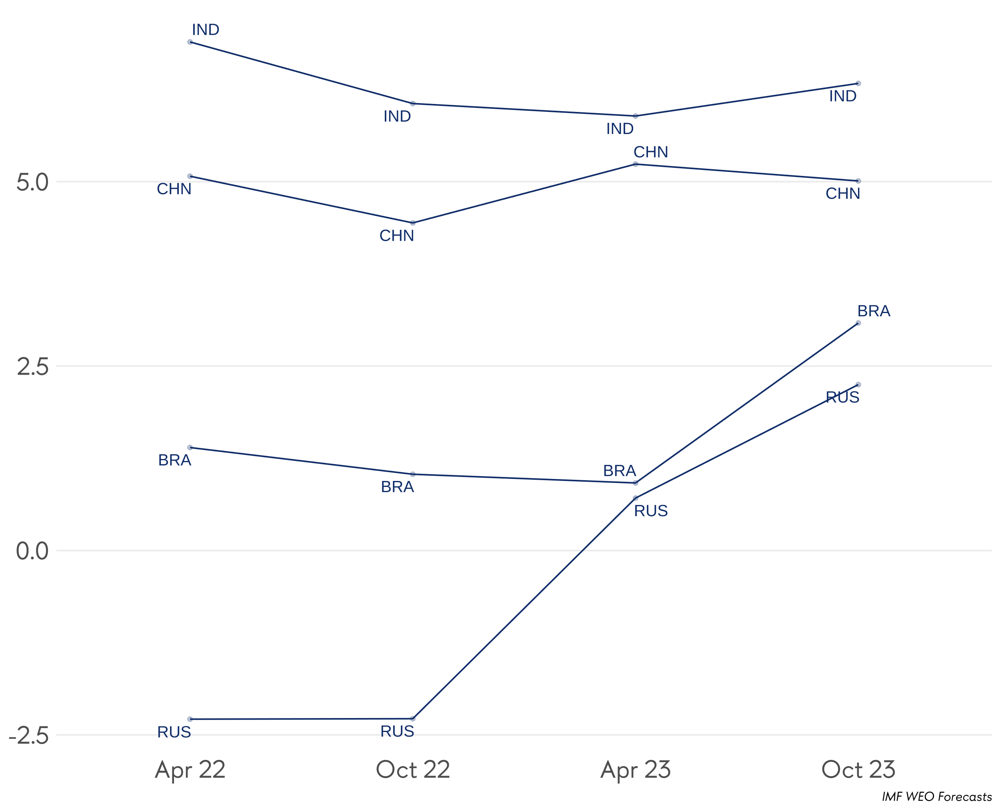 IND
IND
IND
IND
CHN
5.0
CHN
CHN
CHN
BRA
2.5
RUS
BRA
BRA
BRA
RUS
0.0
RUS
RUS
-2.5
Apr 22 Oct 22 Apr 23 Oct 23
IMF WEO Forecasts